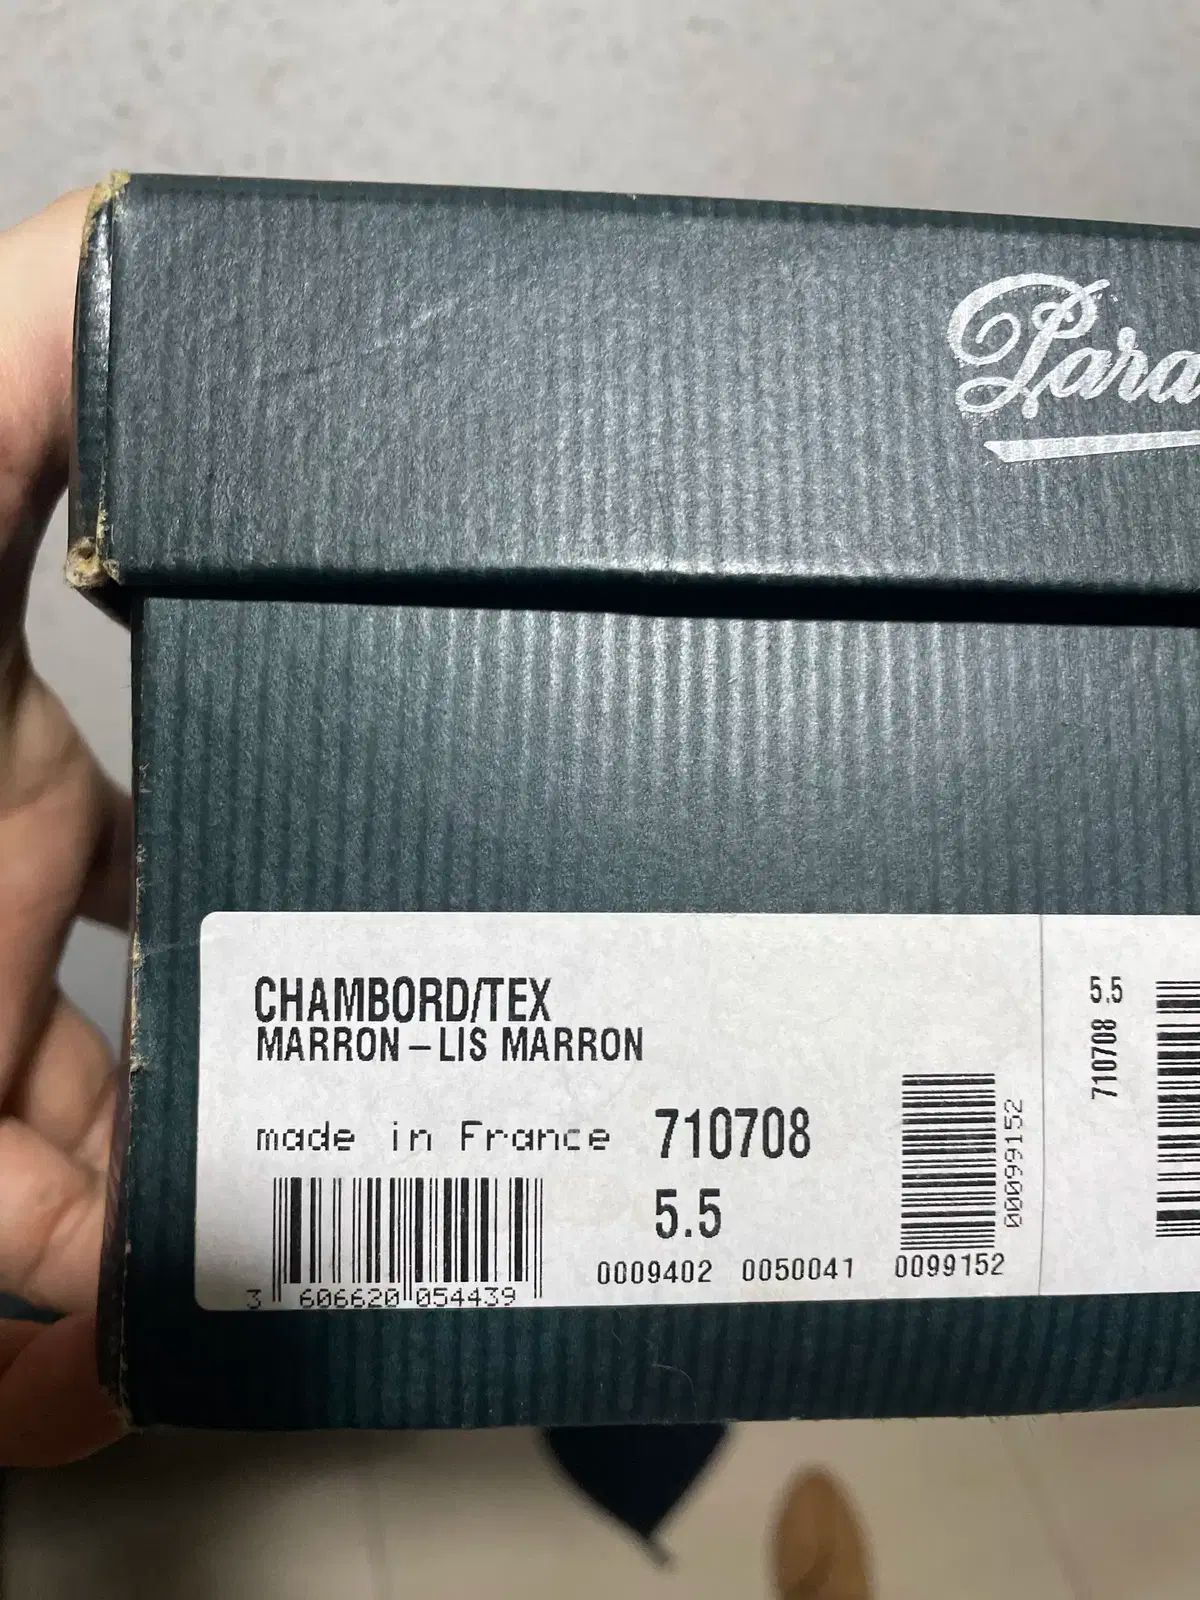 Para
CHAMBORD/TEX
MARRON – LIS MARRON
made in France 710708
5.5
0009402 0050041 0099152
3 606620 054439
00099152
5.5
710708